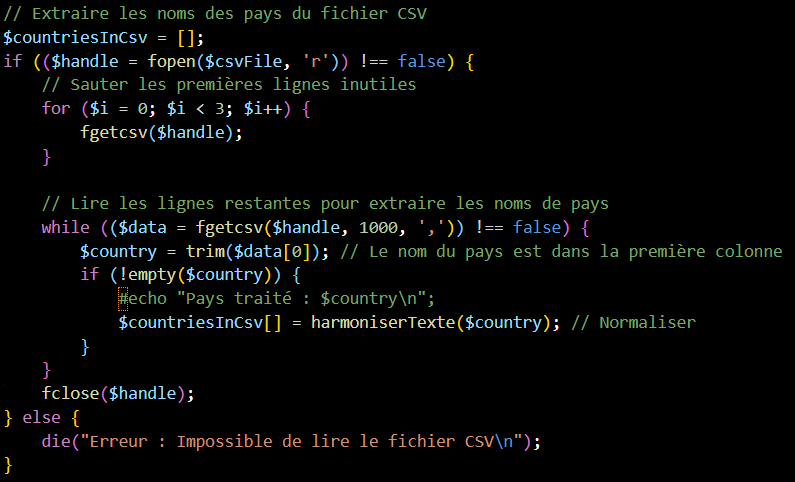 // Extraire les noms des pays du fichier CSV
$countriesInCsv = [];
if (($handle = fopen($csvFile, 'r')) !== false) {
    // Sauter les premières lignes inutiles
    for ($i = 0; $i < 3; $i++) {
        fgetcsv($handle);
    }

    // Lire les lignes restantes pour extraire les noms de pays
    while (($data = fgetcsv($handle, 1000, ',')) !== false) {
        $country = trim($data[0]); // Le nom du pays est dans la première colonne
        if (!empty($country)) {
            #echo "Pays traité : $country\n";
            $countriesInCsv[] = harmoniserTexte($country); // Normaliser
        }
    }
    fclose($handle);
} else {
    die("Erreur : Impossible de lire le fichier CSV\n");
}